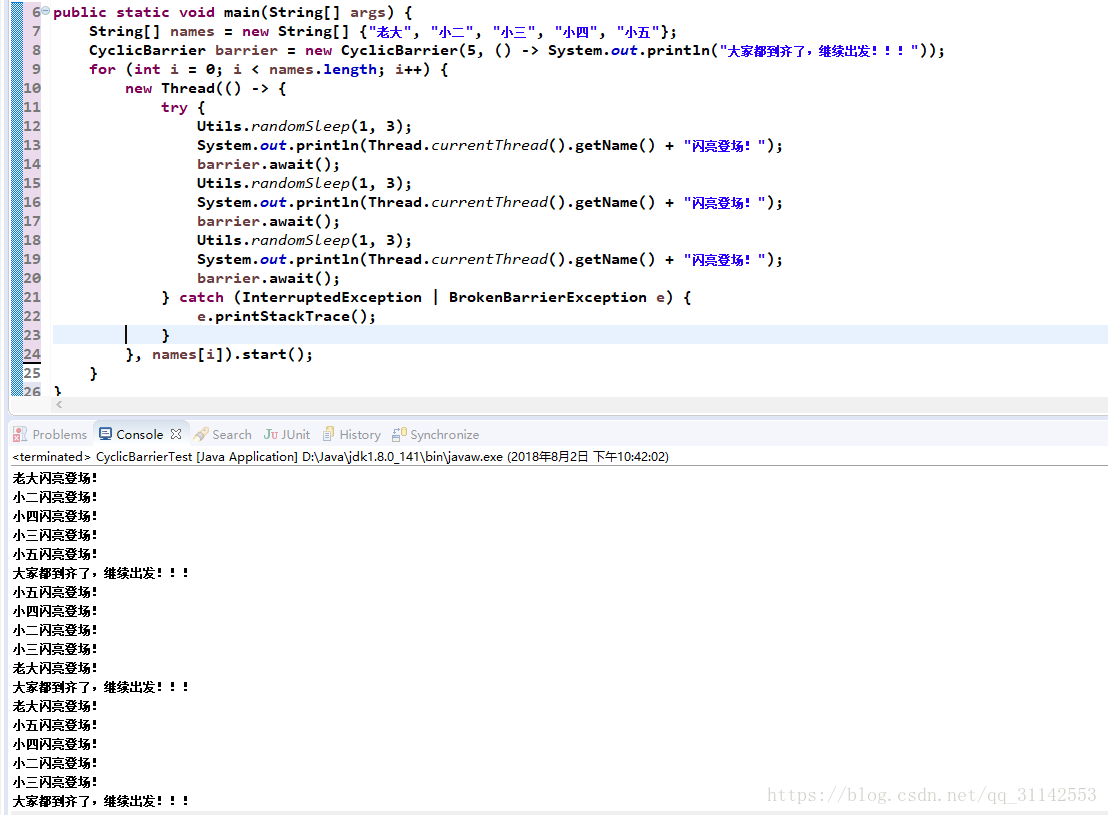 6 public static void main(String[] args) {
7 String[] names = new String[] {"老大", "小二", "小三", "小四", "小五"};
8 CyclicBarrier barrier = new CyclicBarrier(5, () -> System.out.println("大家都到齐了，继续出发！！！"));
9 for (int i = 0; i < names.length; i++) {
10 new Thread(() -> {
11 try {
12 Utils.randomSleep(1, 3);
13 System.out.println(Thread.currentThread().getName() + "闪亮登场！");
14 barrier.await();
15 Utils.randomSleep(1, 3);
16 System.out.println(Thread.currentThread().getName() + "闪亮登场！");
17 barrier.await();
18 Utils.randomSleep(1, 3);
19 System.out.println(Thread.currentThread().getName() + "闪亮登场！");
20 barrier.await();
21 } catch (InterruptedException | BrokenBarrierException e) {
22 e.printStackTrace();
23 }
24 }, names[i]).start();
25 }
26 }
Problems Console Search JUnit History Synchronize
<terminated> CyclicBarrierTest [Java Application] D:\Java\jdk1.8.0_141\bin\javaw.exe (2018年8月2日 下午10:42:02)
老大闪亮登场！
小二闪亮登场！
小四闪亮登场！
小三闪亮登场！
小五闪亮登场！
大家都到齐了，继续出发！！！
小五闪亮登场！
小四闪亮登场！
小二闪亮登场！
小三闪亮登场！
老大闪亮登场！
大家都到齐了，继续出发！！！
老大闪亮登场！
小五闪亮登场！
小四闪亮登场！
小二闪亮登场！
小三闪亮登场！
大家都到齐了，继续出发！！！
https://blog.csdn.net/qq_31142553